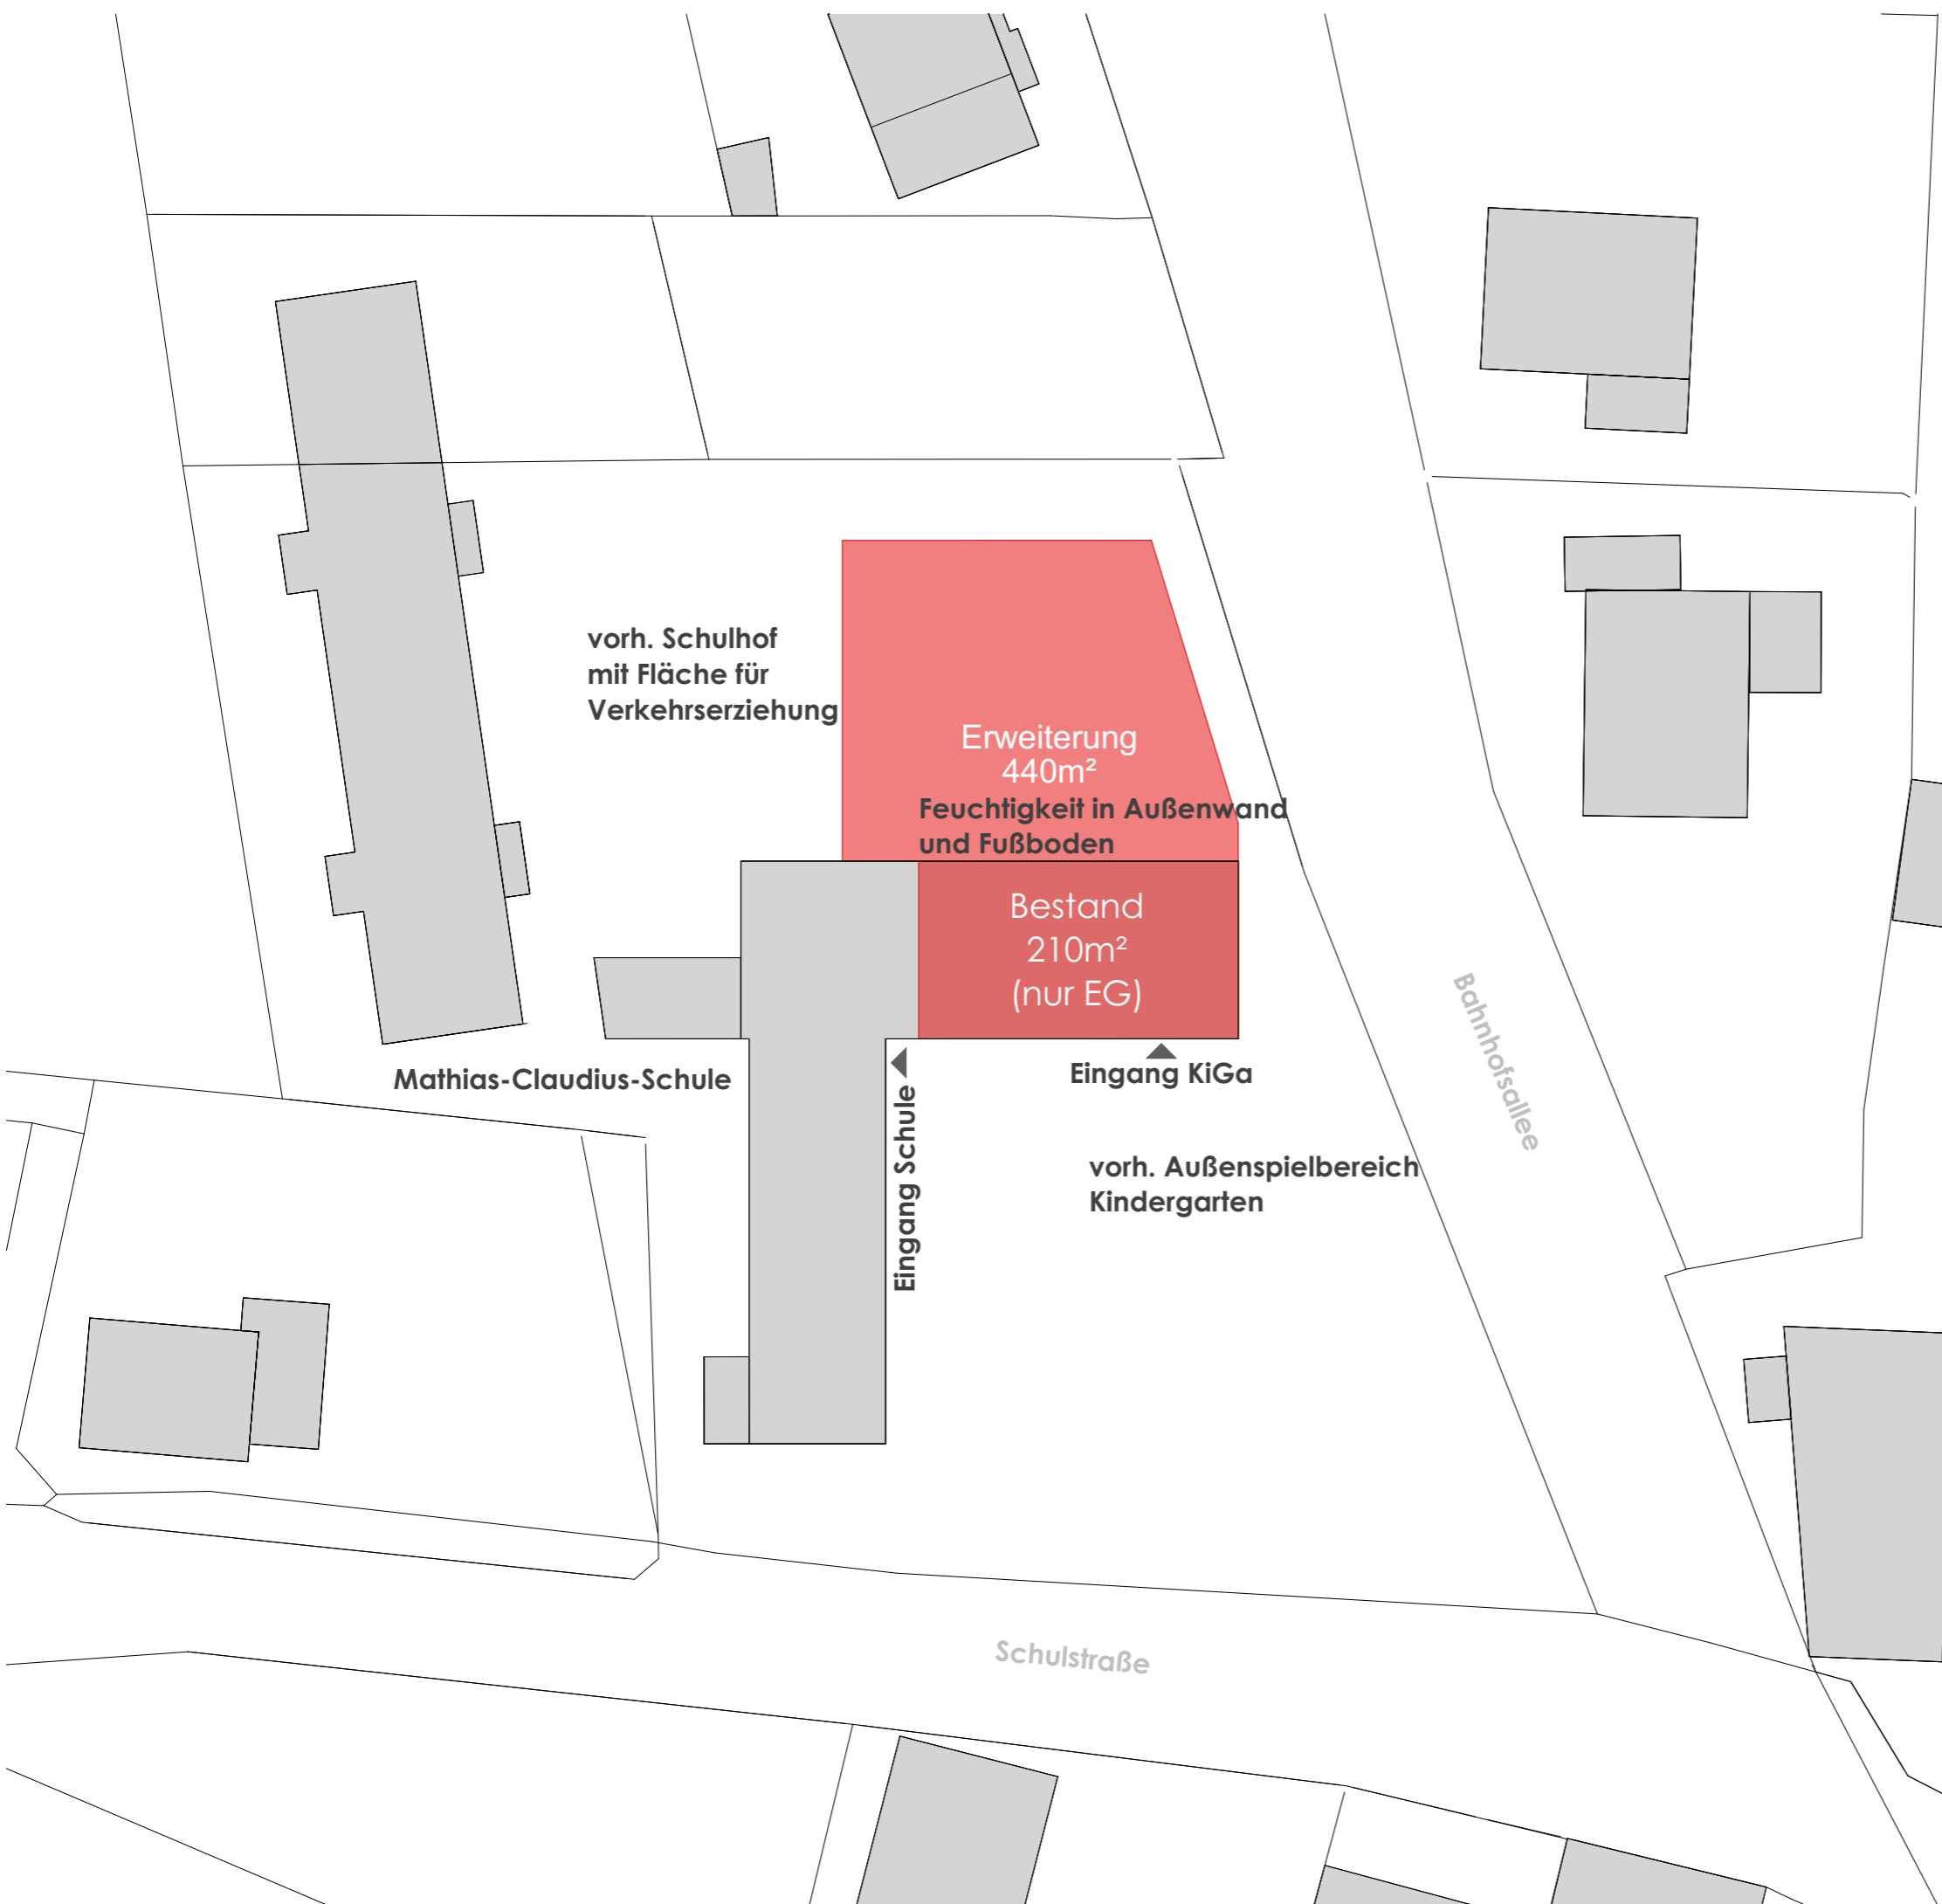 vorh. Schulhof
mit Fläche für
Verkehrserziehung
Erweiterung
440m²
Feuchtigkeit in Außenwand
und Fußboden
Bestand
210m²
(nur EG)
Mathias-Claudius-Schule
Eingang Schule
Eingang KiGa
vorh. Außenspielbereich
Kindergarten
Bahnhofsallee
Schulstraße